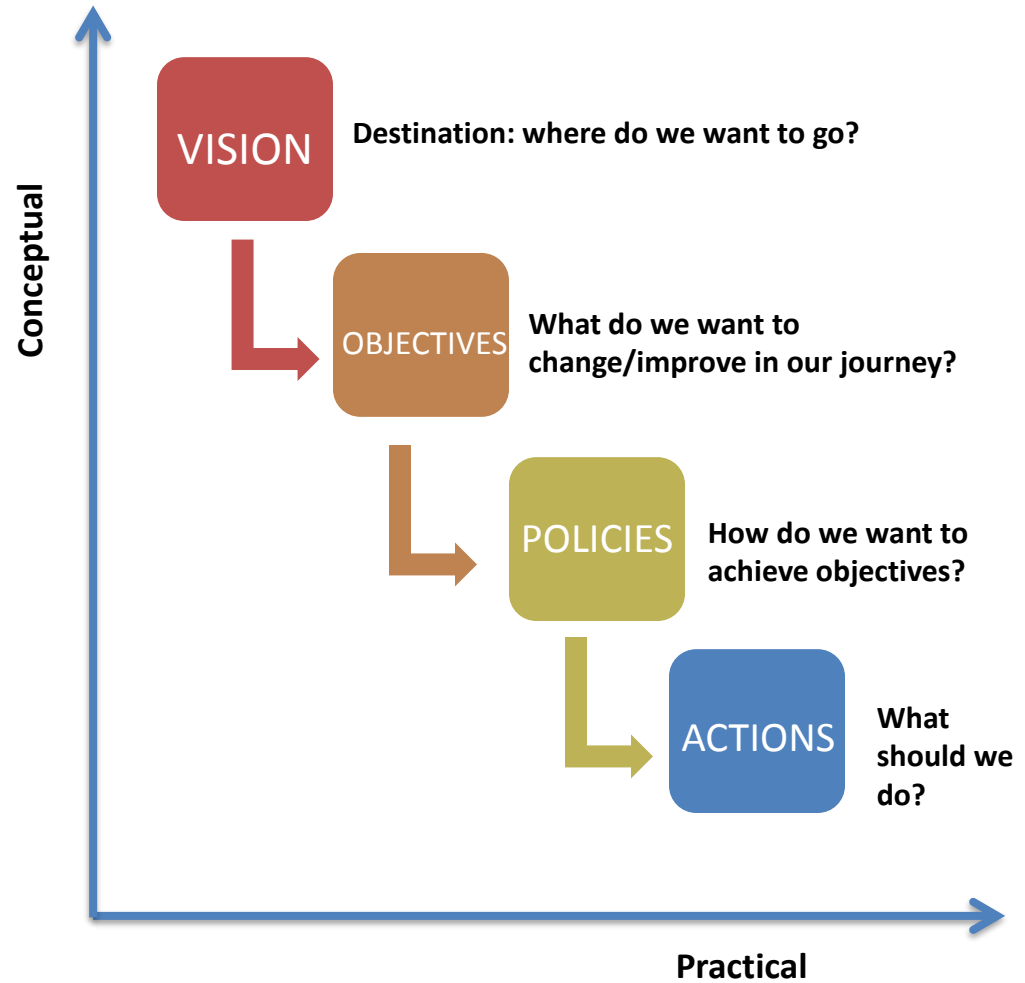 Conceptual
VISION
Destination: where do we want to go?
OBJECTIVES
What do we want to
change/improve in our journey?
POLICIES
How do we want to
achieve objectives?
ACTIONS
What
should we
do?
Practical